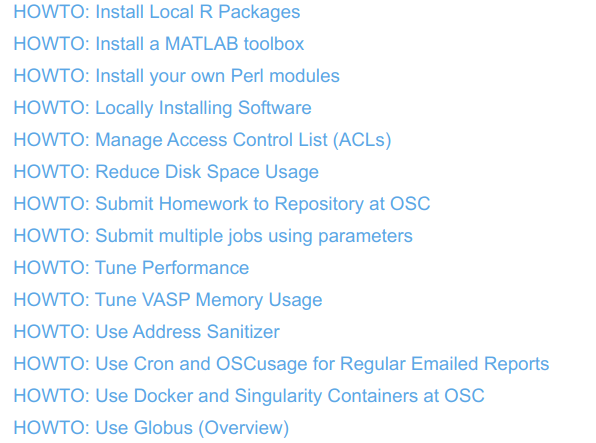 HOWTO: Install Local R Packages
HOWTO: Install a MATLAB toolbox
HOWTO: Install your own Perl modules
HOWTO: Locally Installing Software
HOWTO: Manage Access Control List (ACLs)
HOWTO: Reduce Disk Space Usage
HOWTO: Submit Homework to Repository at OSC
HOWTO: Submit multiple jobs using parameters
HOWTO: Tune Performance
HOWTO: Tune VASP Memory Usage
HOWTO: Use Address Sanitizer
HOWTO: Use Cron and OSCusage for Regular Emailed Reports
HOWTO: Use Docker and Singularity Containers at OSC
HOWTO: Use Globus (Overview)